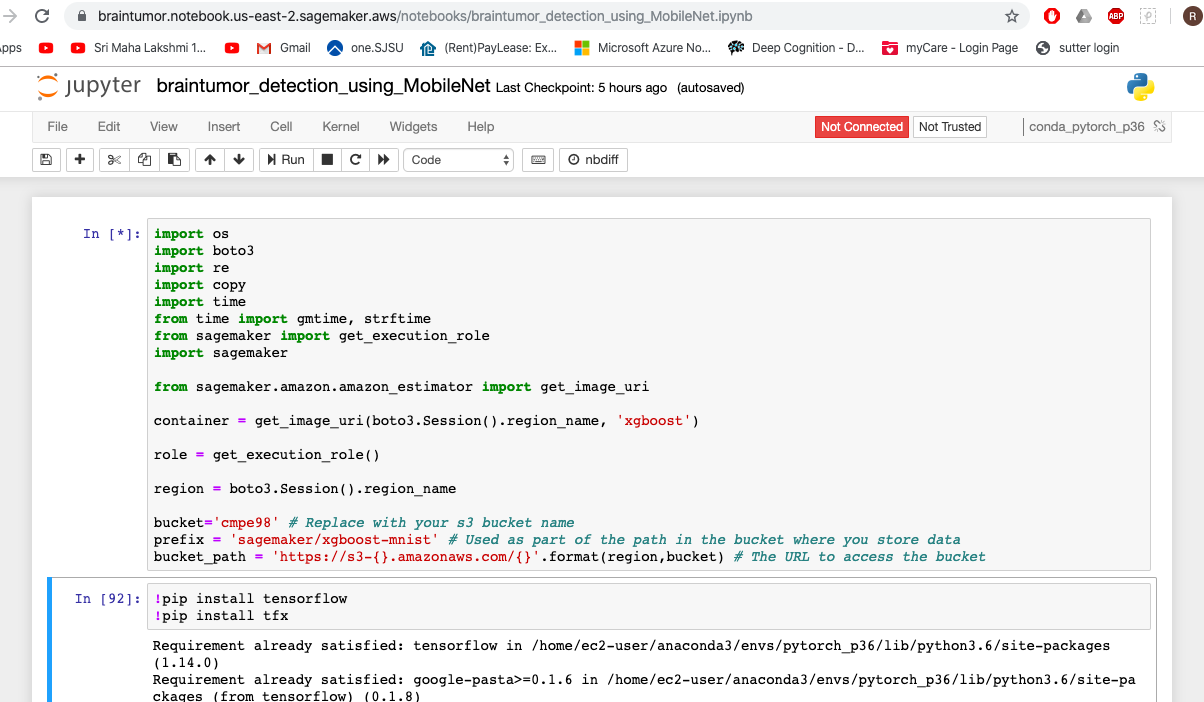 braintumor.notebook.us-east-2.sagemaker.aws/notebooks/braintumor_detection_using_MobileNet.ipynb
ABP
R
pps Sri Maha Lakshmi 1... Gmail one.SJSU (Rent)PayLease: Ex... Microsoft Azure No... Deep Cognition - D... myCare - Login Page sutter login
jupyter braintumor_detection_using_MobileNet Last Checkpoint: 5 hours ago (autosaved)
File Edit View Insert Cell Kernel Widgets Help Not Connected Not Trusted conda_pytorch_p36
Run Code nbdiff
In [*]: import os
import boto3
import re
import copy
import time
from time import gmtime, strftime
from sagemaker import get_execution_role
import sagemaker
from sagemaker.amazon.amazon_estimator import get_image_uri
container = get_image_uri(boto3.Session().region_name, 'xgboost')
role = get_execution_role()
region = boto3.Session().region_name
bucket='cmpe98' # Replace with your s3 bucket name
prefix = 'sagemaker/xgboost-mnist' # Used as part of the path in the bucket where you store data
bucket_path = 'https://s3-{}.amazonaws.com/{}'.format(region,bucket) # The URL to access the bucket
In [92]: !pip install tensorflow
!pip install tfx
Requirement already satisfied: tensorflow in /home/ec2-user/anaconda3/envs/pytorch_p36/lib/python3.6/site-packages
(1.14.0)
Requirement already satisfied: google-pasta>=0.1.6 in /home/ec2-user/anaconda3/envs/pytorch_p36/lib/python3.6/site-pa
ckages (from tensorflow) (0.1.8)